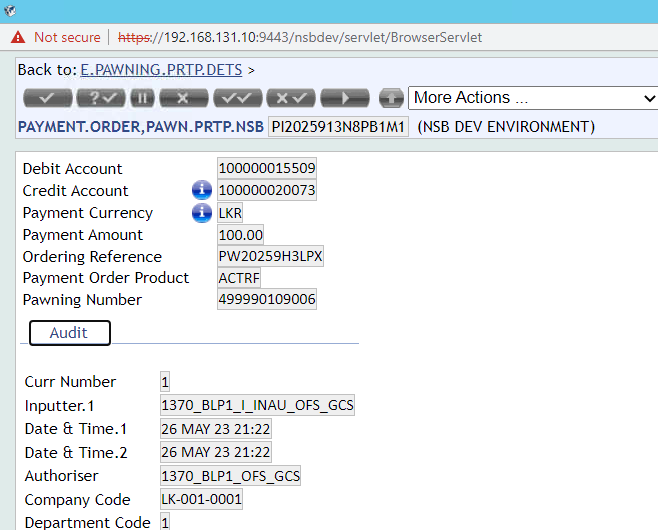 Not secure https://192.168.131.10:9443/nsbdev/servlet/BrowserServlet
Back to: E.PAWNING.PRTP.DETS >
More Actions ...
PAYMENT.ORDER,PAWN.PRTP.NSB PI2025913N8PB1M1 (NSB DEV ENVIRONMENT)
Debit Account 100000015509
Credit Account 100000020073
Payment Currency LKR
Payment Amount 100.00
Ordering Reference PW20259H3LPX
Payment Order Product ACTRF
Pawning Number 499990109006
Audit
Curr Number 1
Inputter.1 1370_BLP1_I_INAU_OFS_GCS
Date & Time.1 26 MAY 23 21:22
Date & Time.2 26 MAY 23 21:22
Authoriser 1370_BLP1_OFS_GCS
Company Code LK-001-0001
Department Code 1